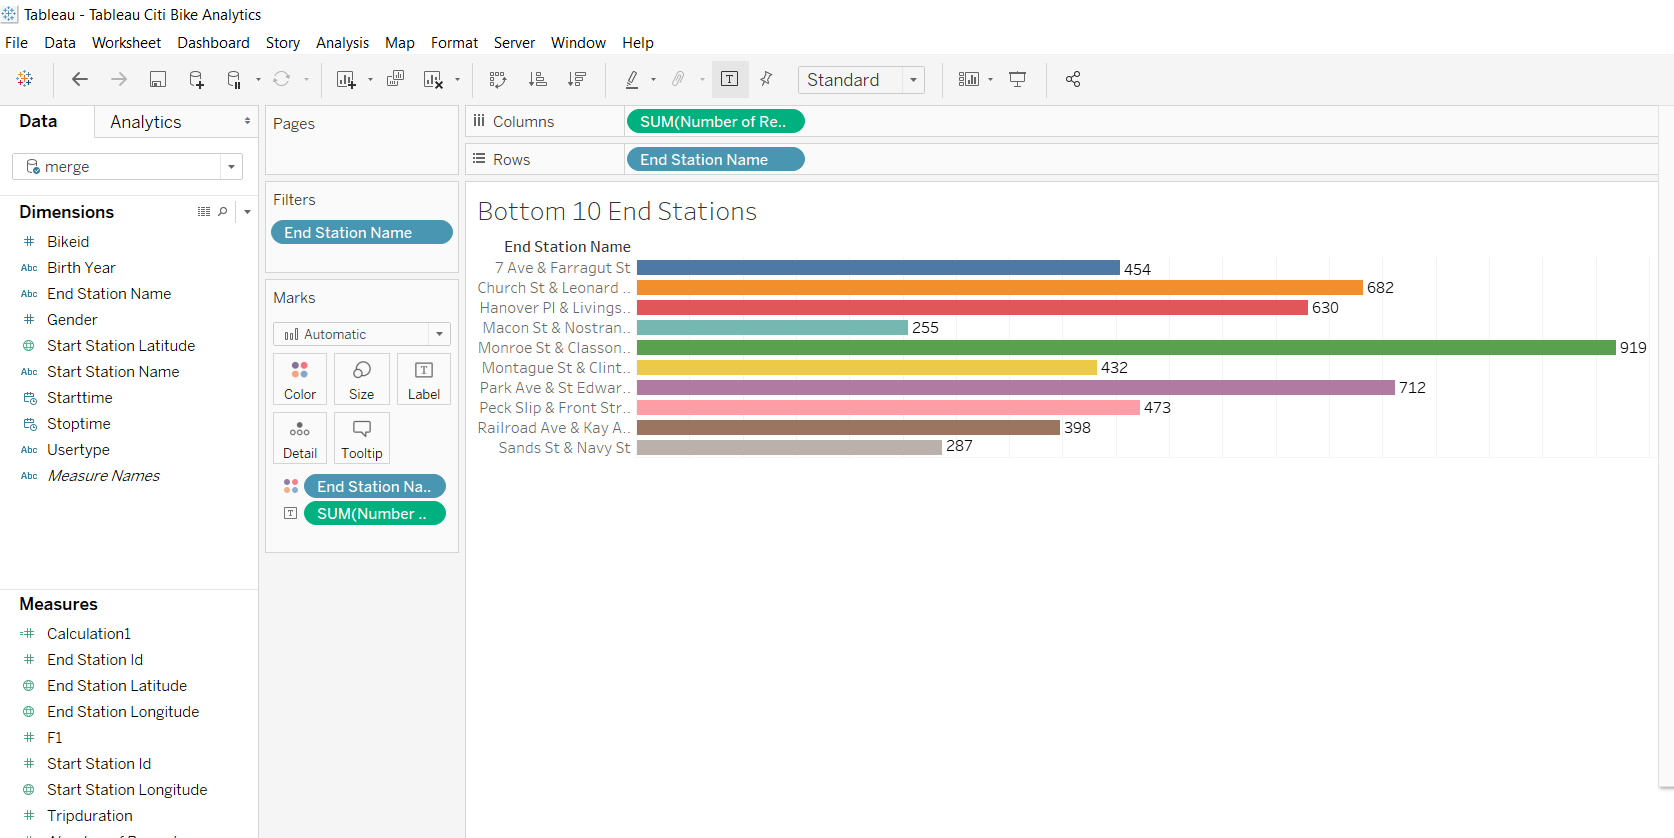 Tableau - Tableau Citi Bike Analytics
File Data Worksheet Dashboard Story Analysis Map Format Server Window Help
Standard
Data Analytics
merge
Dimensions
# Bikeid
Abc Birth Year
Abc End Station Name
# Gender
Start Station Latitude
Abc Start Station Name
Starttime
Stoptime
Abc Usertype
Abc Measure Names
Measures
=# Calculation1
# End Station Id
End Station Latitude
End Station Longitude
# F1
# Start Station Id
Start Station Longitude
# Tripduration
Pages
Filters
End Station Name
Marks
Automatic
Color Size Label
Detail Tooltip
End Station Na..
SUM(Number ..
Columns SUM(Number of Re..
Rows End Station Name
Bottom 10 End Stations
End Station Name
7 Ave & Farragut St 454
Church St & Leonard .. 682
Hanover Pl & Livings.. 630
Macon St & Nostran.. 255
Monroe St & Classon.. 919
Montague St & Clint.. 432
Park Ave & St Edwar.. 712
Peck Slip & Front Str.. 473
Railroad Ave & Kay A.. 398
Sands St & Navy St 287